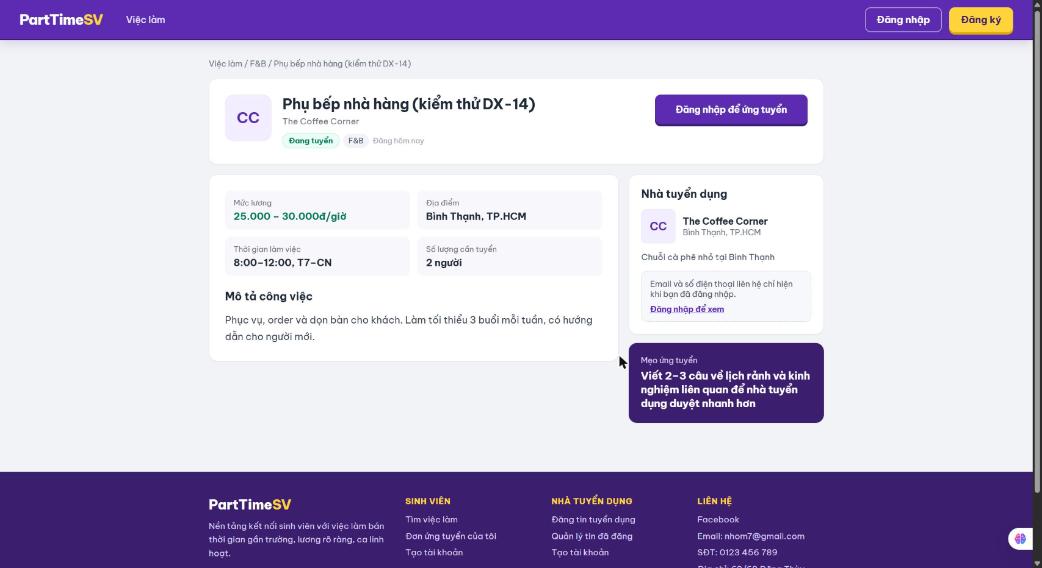 PartTimeSV
Việc làm
Đăng nhập
Đăng ký
Việc làm / F&B / Phụ bếp nhà hàng (kiểm thử DX-14)
CC
Phụ bếp nhà hàng (kiểm thử DX-14)
The Coffee Corner
Đang tuyển
F&B
Đăng hôm nay
Đăng nhập để ứng tuyển
Mức lương
25.000 – 30.000đ/giờ
Địa điểm
Bình Thạnh, TP.HCM
Thời gian làm việc
8:00–12:00, T7–CN
Số lượng cần tuyển
2 người
Mô tả công việc
Phục vụ, order và dọn bàn cho khách. Làm tối thiểu 3 buổi mỗi tuần, có hướng
dẫn cho người mới.
Nhà tuyển dụng
CC
The Coffee Corner
Bình Thạnh, TP.HCM
Chuỗi cà phê nhỏ tại Bình Thạnh
Email và số điện thoại liên hệ chỉ hiện
khi bạn đã đăng nhập.
Đăng nhập để xem
Mẹo ứng tuyển
Viết 2–3 câu về lịch rảnh và kinh
nghiệm liên quan để nhà tuyển
dụng duyệt nhanh hơn
PartTimeSV
Nền tảng kết nối sinh viên với việc làm bán
thời gian gần trường, lương rõ ràng, ca linh
hoạt.
SINH VIÊN
Tìm việc làm
Đơn ứng tuyển của tôi
Tạo tài khoản
NHÀ TUYỂN DỤNG
Đăng tin tuyển dụng
Quản lý tin đã đăng
Tạo tài khoản
LIÊN HỆ
Facebook
Email: nhom7@gmail.com
SĐT: 0123 456 789